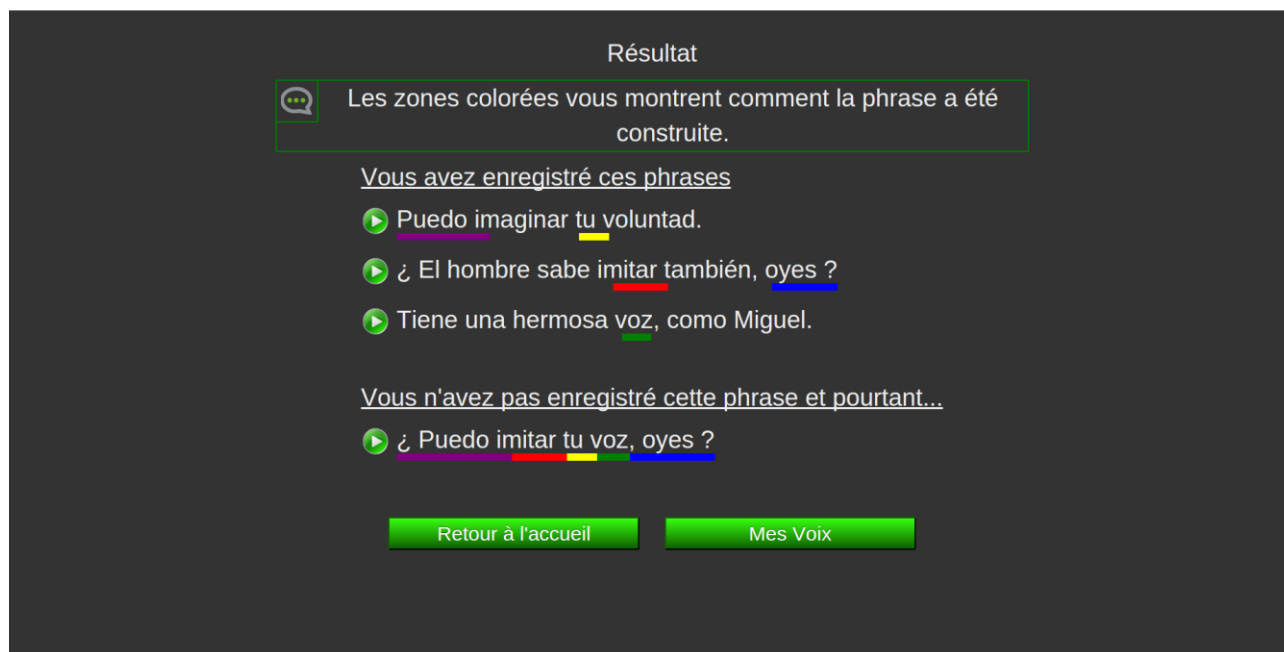 Résultat
Les zones colorées vous montrent comment la phrase a été
construite.
Vous avez enregistré ces phrases
Puedo imaginar tu voluntad.
¿ El hombre sabe imitar también, oyes ?
Tiene una hermosa voz, como Miguel.
Vous n'avez pas enregistré cette phrase et pourtant...
¿ Puedo imitar tu voz, oyes ?
Retour à l'accueil
Mes Voix